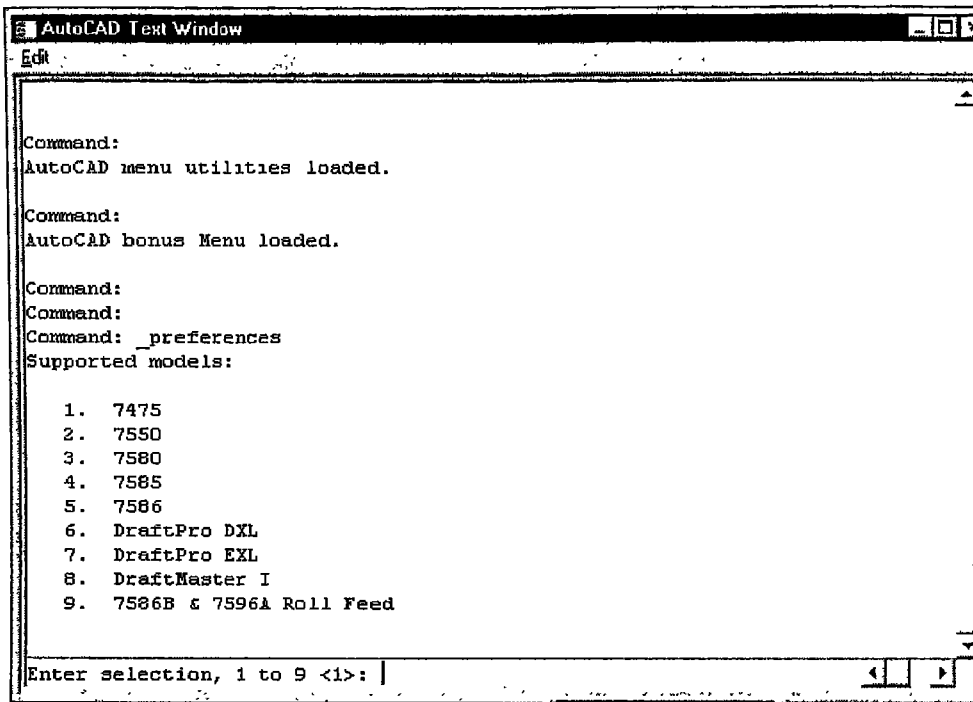 AutoCAD Text Window
Edit
Command:
AutoCAD menu utilities loaded.
Command:
AutoCAD bonus Menu loaded.
Command:
Command:
Command: _preferences
Supported models:
1. 7475
2. 7550
3. 7580
4. 7585
5. 7586
6. DraftPro DXL
7. DraftPro EXL
8. DraftMaster I
9. 7586B & 7596A Roll Feed
Enter selection, 1 to 9 <1>: